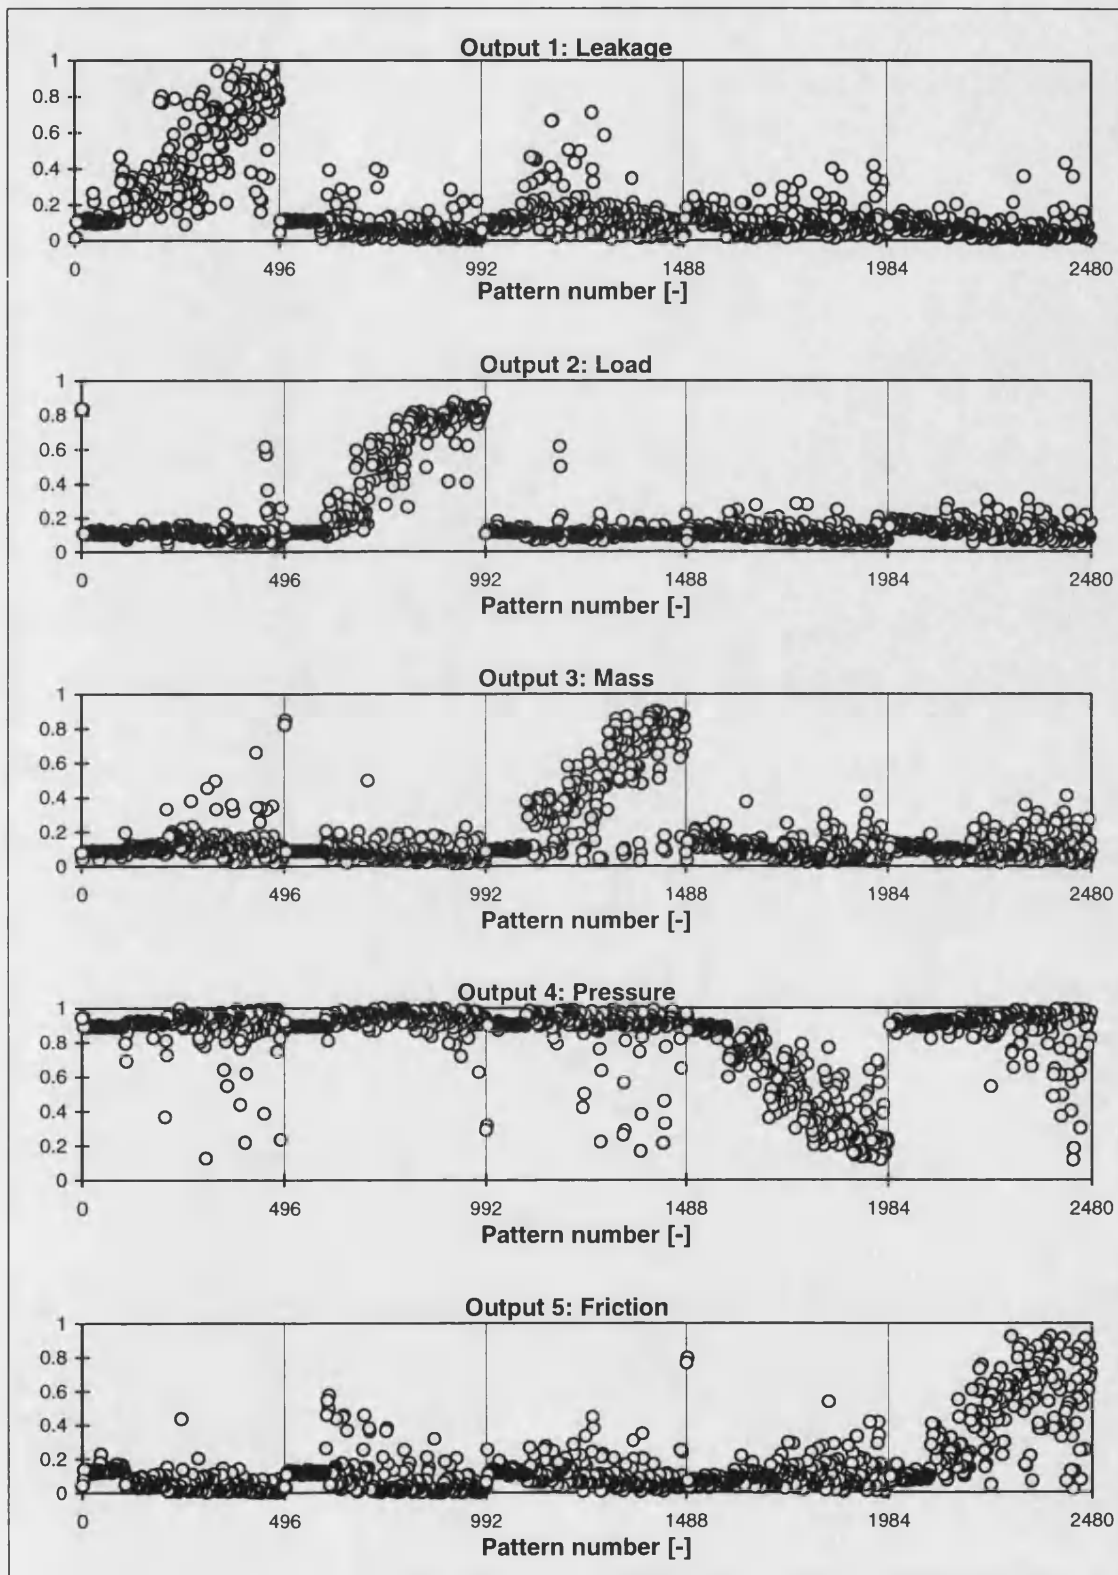 Output 1: Leakage
1
0.8
0.6
0.4
0.2
0
0 496 992 1488 1984 2480
Pattern number [-]
Output 2: Load
1
0.8
0.6
0.4
0.2
0
0 496 992 1488 1984 2480
Pattern number [-]
Output 3: Mass
1
0.8
0.6
0.4
0.2
0
0 496 992 1488 1984 2480
Pattern number [-]
Output 4: Pressure
1
0.8
0.6
0.4
0.2
0
0 496 992 1488 1984 2480
Pattern number [-]
Output 5: Friction
1
0.8
0.6
0.4
0.2
0
0 496 992 1488 1984 2480
Pattern number [-]